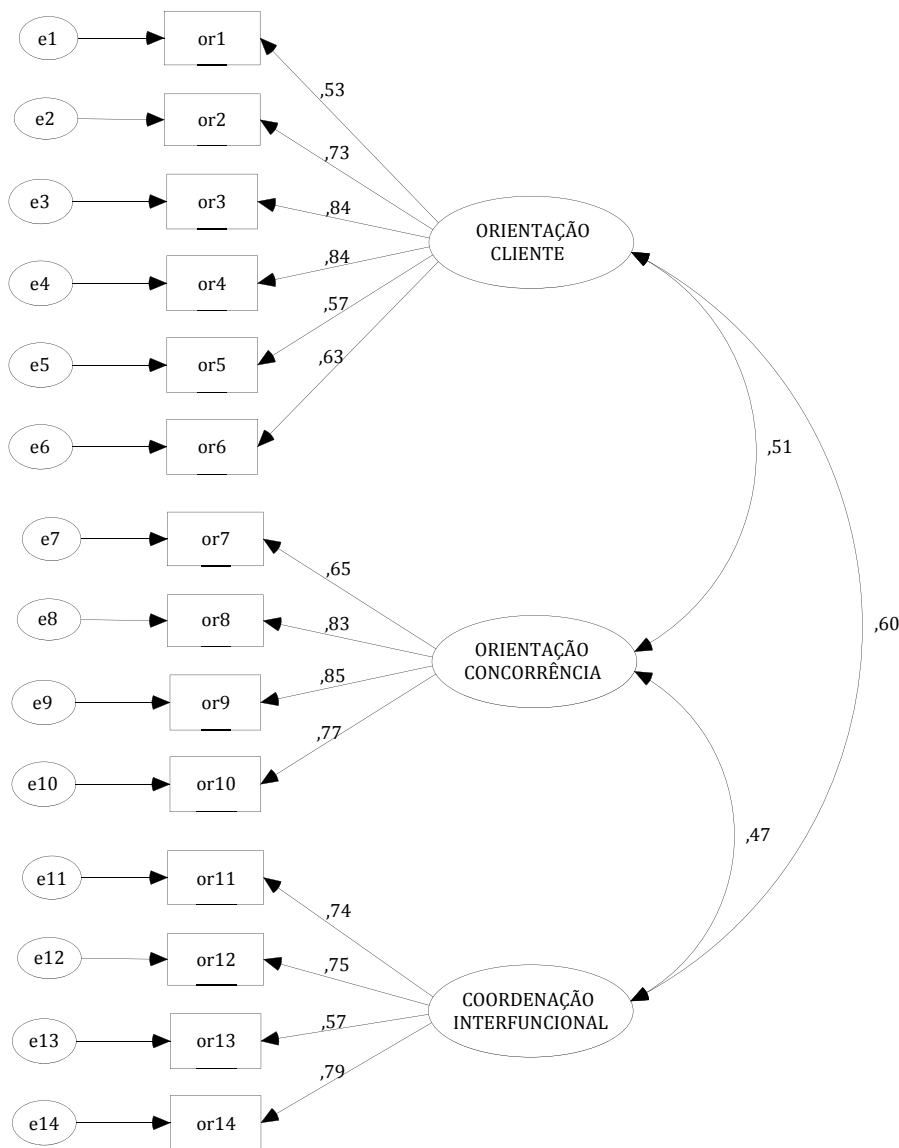 e1
or1
,53
e2
or2
,73
e3
or3
,84
ORIENTAÇÃO
CLIENTE
e4
or4
,84
e5
or5
,57
e6
or6
,63
,51
e7
or7
,65
e8
or8
,83
,60
ORIENTAÇÃO
CONCORRÊNCIA
e9
or9
,85
e10
or10
,77
,47
e11
or11
,74
e12
or12
,75
COORDENAÇÃO
INTERFUNCIONAL
e13
or13
,57
e14
or14
,79